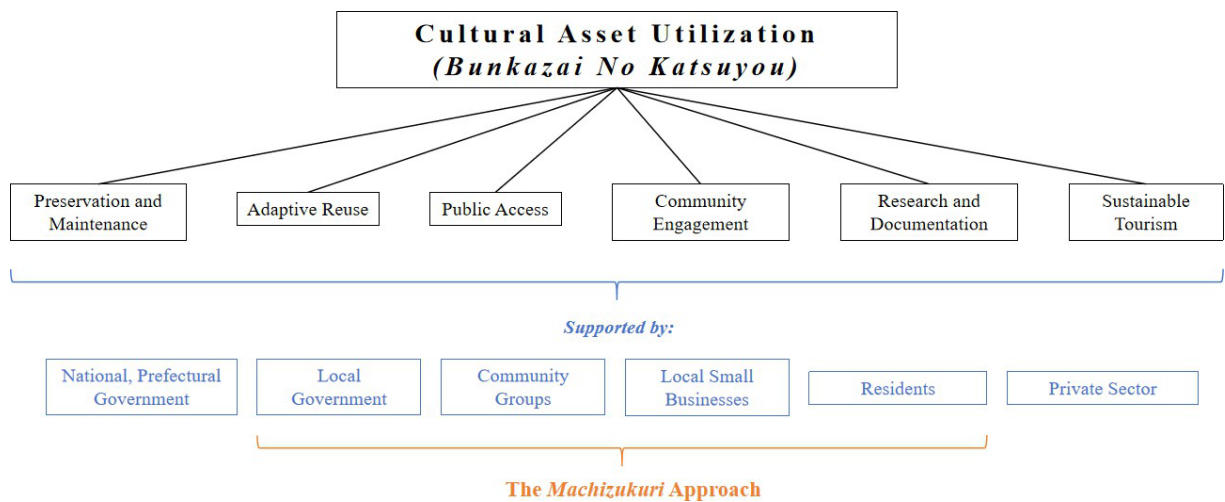 Cultural Asset Utilization
(Bunkazai No Katsuyou)
Preservation and
Maintenance
Adaptive Reuse
Public Access
Community
Engagement
Research and
Documentation
Sustainable
Tourism
Supported by:
National, Prefectural
Government
Local
Government
Community
Groups
Local Small
Businesses
Residents
Private Sector
The Machizukuri Approach